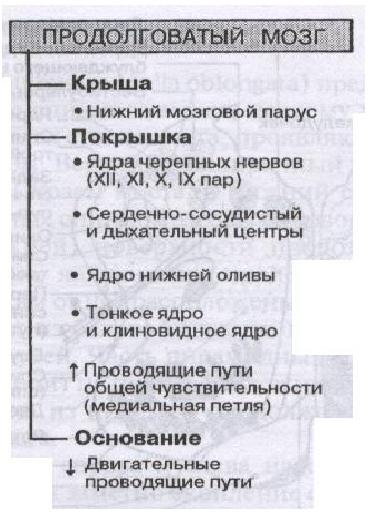 ПРОДОЛГОВАТЫЙ МОЗГ
Крыша
• Нижний мозговой парус
Покрышка
• Ядра черепных нервов
(XII, XI, X, IX пар)
• Сердечно-сосудистый
и дыхательный центры
• Ядро нижней оливы
• Тонкое ядро
и клиновидное ядро
↑ Проводящие пути
общей чувствительности
(медиальная петля)
Основание
↓ Двигательные
проводящие пути